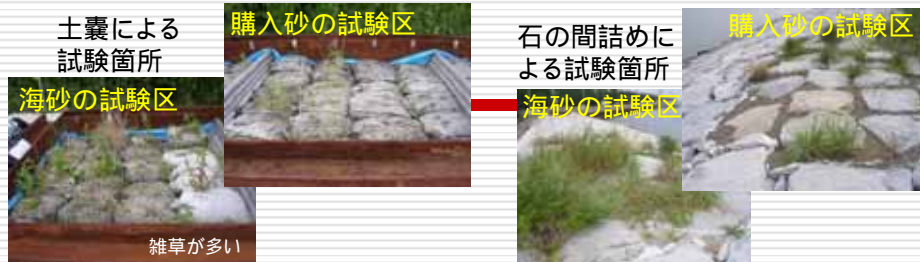 土嚢による
試験箇所
購入砂の試験区
海砂の試験区
雑草が多い
石の間詰めに
よる試験箇所
購入砂の試験区
海砂の試験区